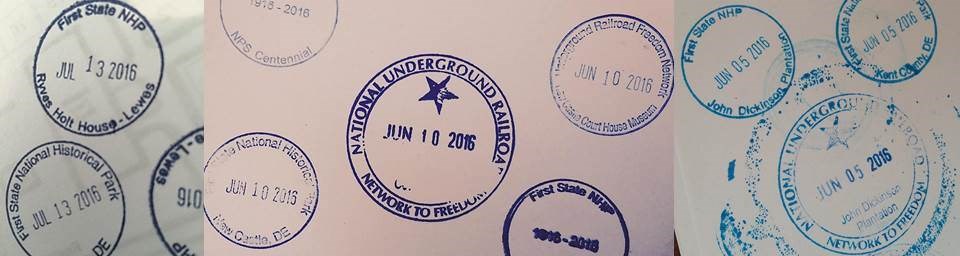 First State NHP
JUL 13 2016
Ryves Holt House - Lewes
First State National Historical Park
JUL 13 2016
DE
e-Lewes
2016
1916 - 2016
NPS Centennial
State National Historical
JUN 10 2016
New Castle, DE
NATIONAL UNDERGROUND RAILROA
JUN 10 2016
NETWORK TO FREEDOM
Underground Railroad Freedom Network
JUN 10 2016
New Castle Court House Museum
First State NHP
1916 - 2016
First State NHP
JUN 05 2016
John Dickinson Plantation
First State
Park
JUN 05 2016
Kent County, DE
NATIONAL UNDERGROUND RAILROAD
JUN 05 2016
John Dickinson
Plantation
NETWORK TO FREEDOM